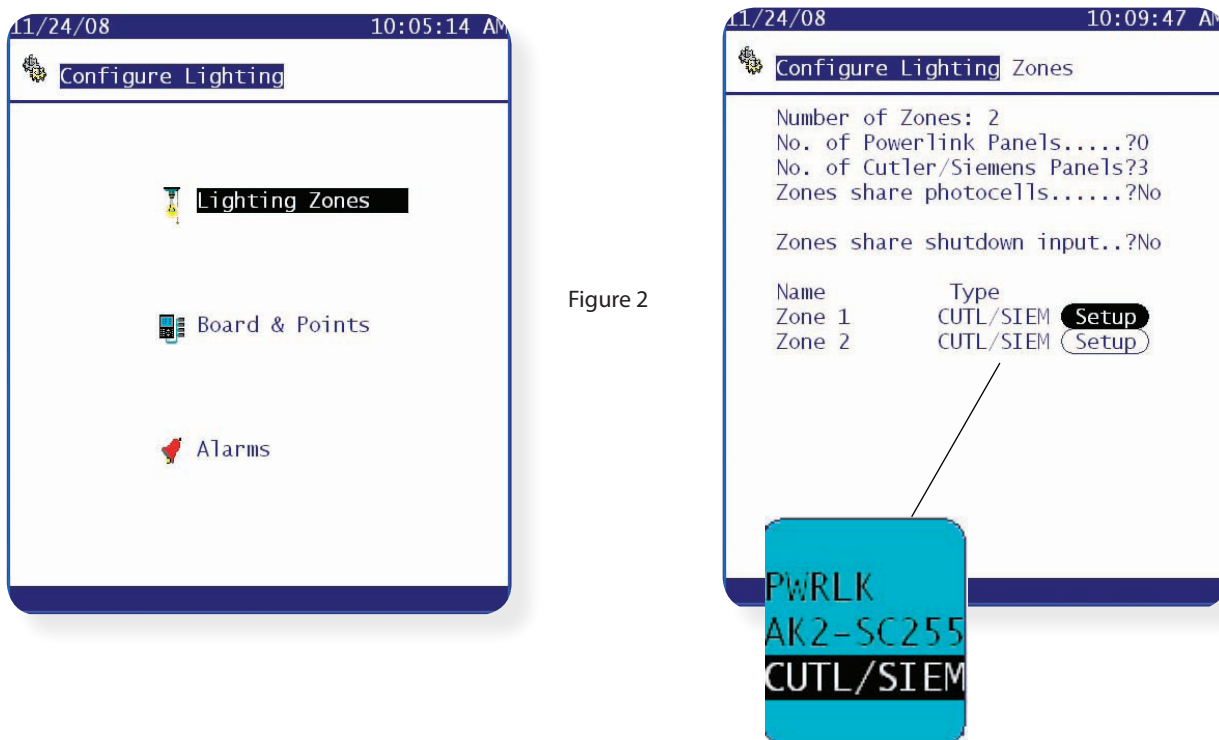 11/24/08 10:05:14 AM
Configure Lighting
Lighting Zones
Board & Points
Alarms
Figure 2
11/24/08 10:09:47 AM
Configure Lighting Zones
Number of Zones: 2
No. of Powerlink Panels.....?0
No. of Cutler/Siemens Panels?3
Zones share photocells......?No
Zones share shutdown input..?No
Name Type
Zone 1 CUTL/SIEM Setup
Zone 2 CUTL/SIEM Setup
PWRLK
AK2-SC255
CUTL/SIEM